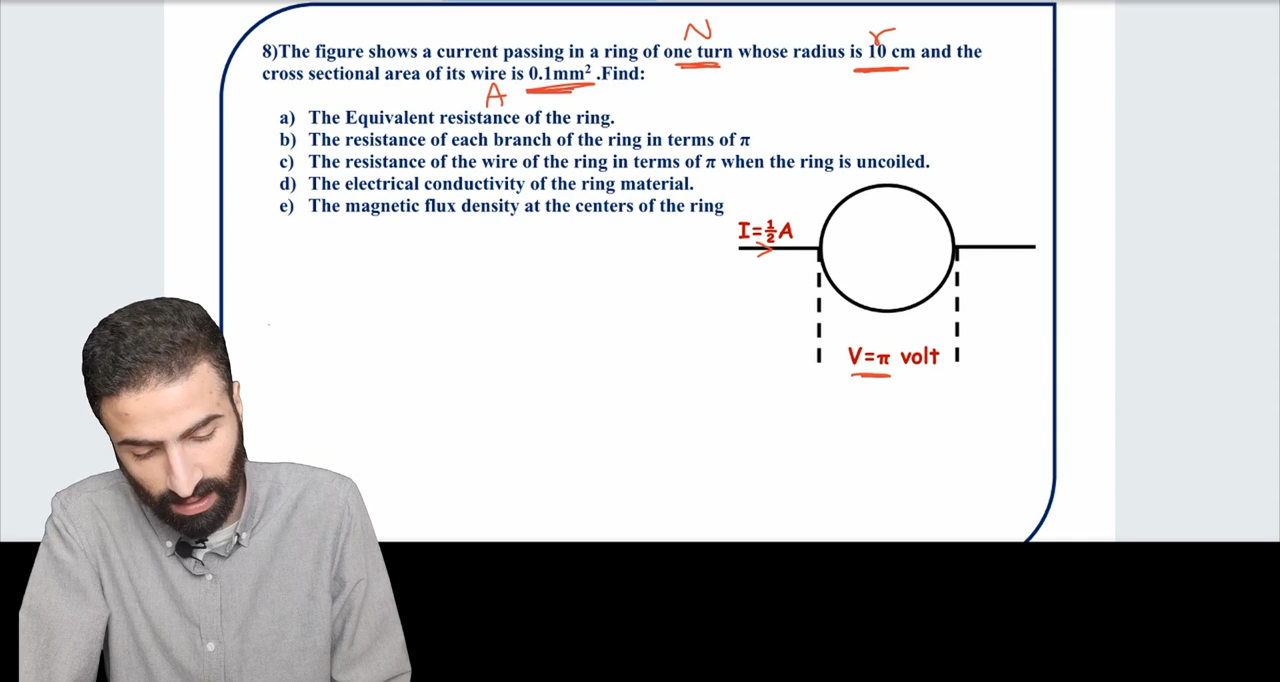 N
r
8)The figure shows a current passing in a ring of one turn whose radius is 10 cm and the
cross sectional area of its wire is 0.1mm² .Find:
A
a) The Equivalent resistance of the ring.
b) The resistance of each branch of the ring in terms of π
c) The resistance of the wire of the ring in terms of π when the ring is uncoiled.
d) The electrical conductivity of the ring material.
e) The magnetic flux density at the centers of the ring
I=½A
V=π volt